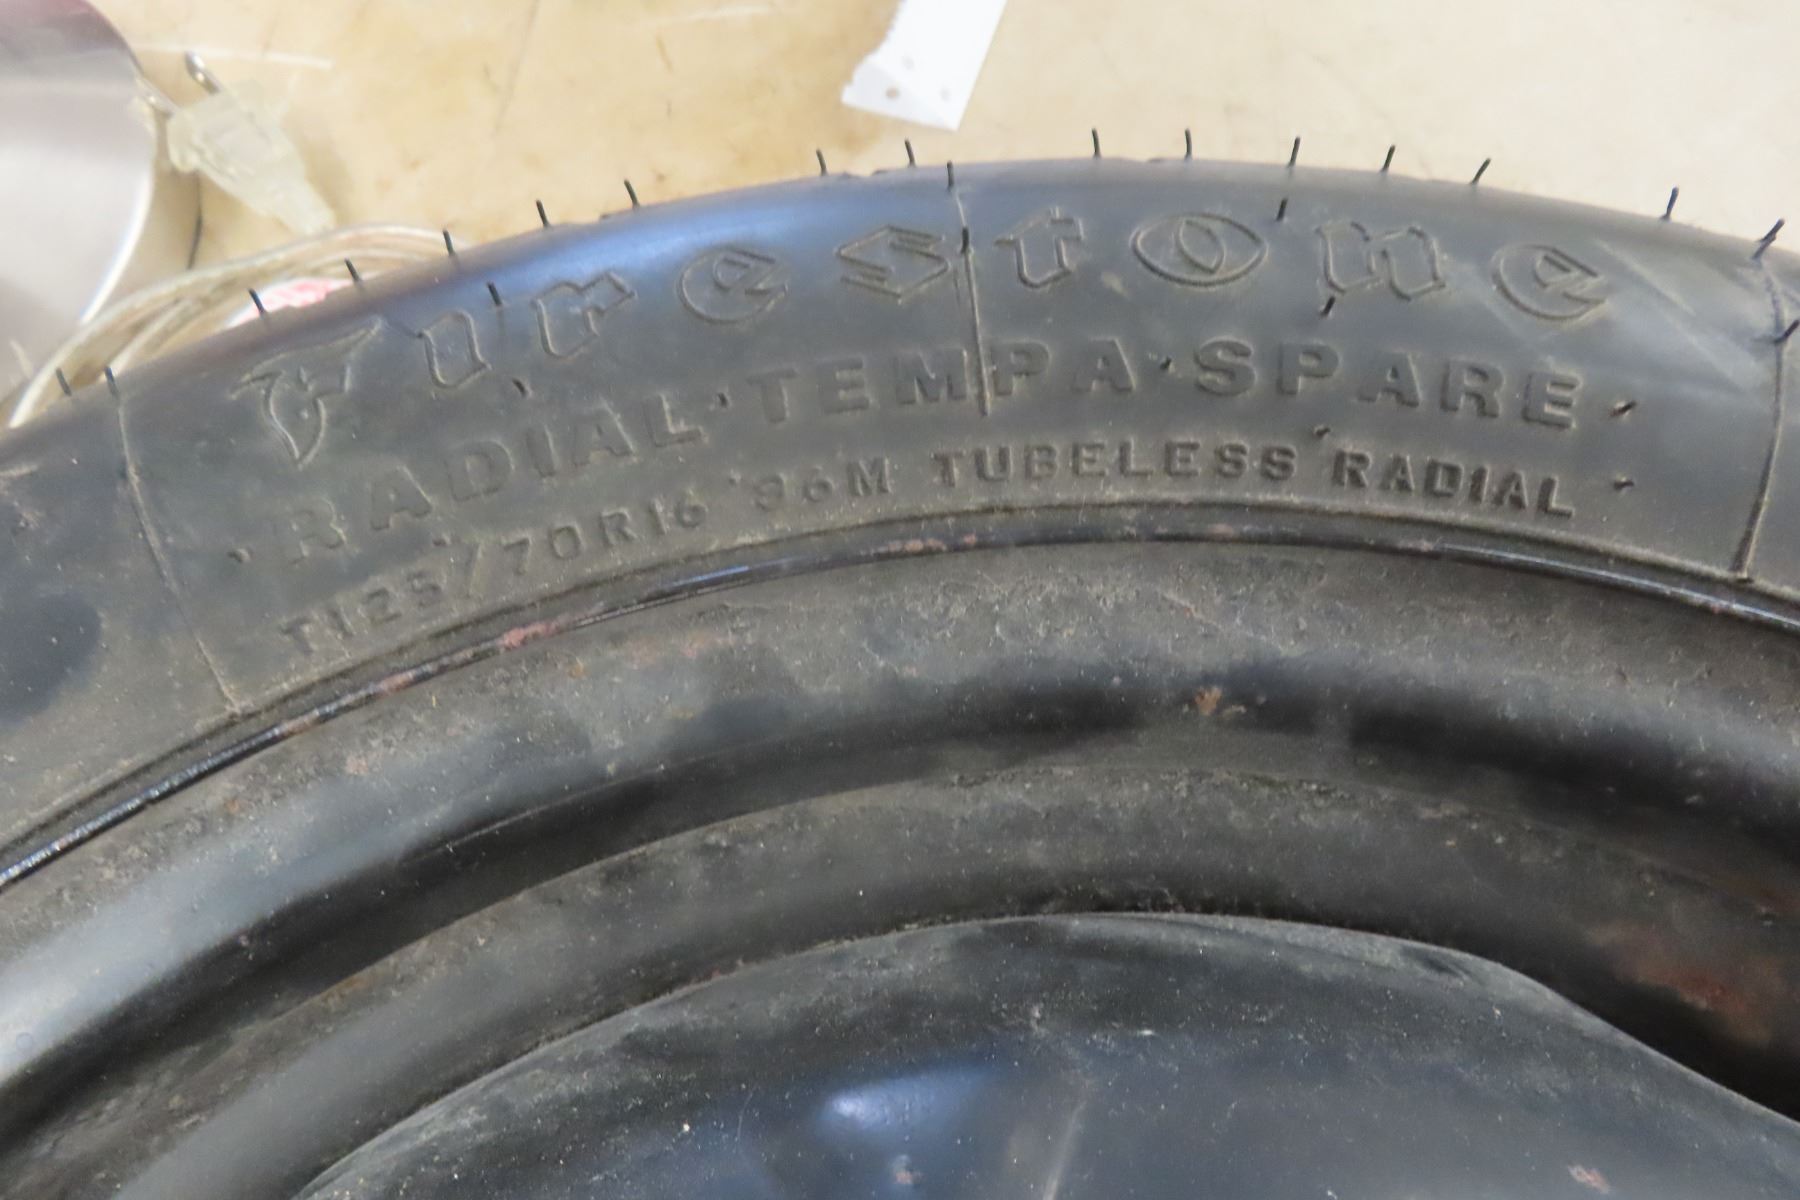 Firestone
·RADIAL·TEMPA·SPARE·
T125/70R16 96M TUBELESS RADIAL